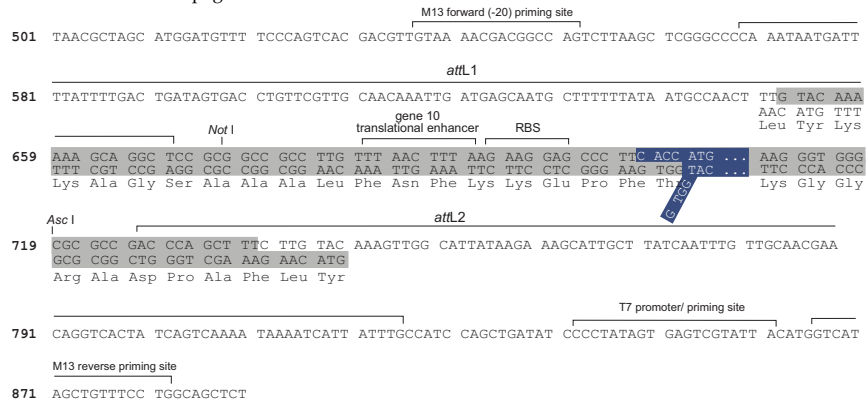 M13 forward (-20) priming site
501 TAACGCTAGC ATGGATGTTT TCCCAGTCAC GACGTTGTAA AACGACGGCC AGTCTTAAGC TCGGGCCCCA AATAATGATT
attL1
581 TTATTTTGAC TGATAGTGAC CTGTTCGTTG CAACAAATTG ATGAGCAATG CTTTTTTATA ATGCCAACTT TGTACAAA
AAC ATG TTT
Leu Tyr Lys
Not I
gene 10
translational enhancer
RBS
659 AAA GCA GGC TCC GCG GCC GCC TTG TTT AAC TTT AAG AAG GAG CCC TTC ACC ATG ... AAG GGT GGG
TTT CGT CCG AGG CGC CGG CGG AAC AAA TTG AAA TTC TTC CTC GGG AAG TGG TAC ... TTC CCA CCC
Lys Ala Gly Ser Ala Ala Ala Leu Phe Asn Phe Lys Lys Glu Pro Phe Thr Lys Gly Gly
G TGG
Asc I
attL2
719 CGC GCC GAC CCA GCT TTC TTG TAC AAAGTTGG CATTATAAGA AAGCATTGCT TATCAATTTG TTGCAACGAA
GCG CGG CTG GGT CGA AAG AAC ATG
Arg Ala Asp Pro Ala Phe Leu Tyr
T7 promoter/ priming site
791 CAGGTCACTA TCAGTCAAAA TAAAATCATT ATTTGCCATC CAGCTGATAT CCCCTATAGT GAGTCGTATT ACATGGTCAT
M13 reverse priming site
871 AGCTGTTTCC TGGCAGCTCT